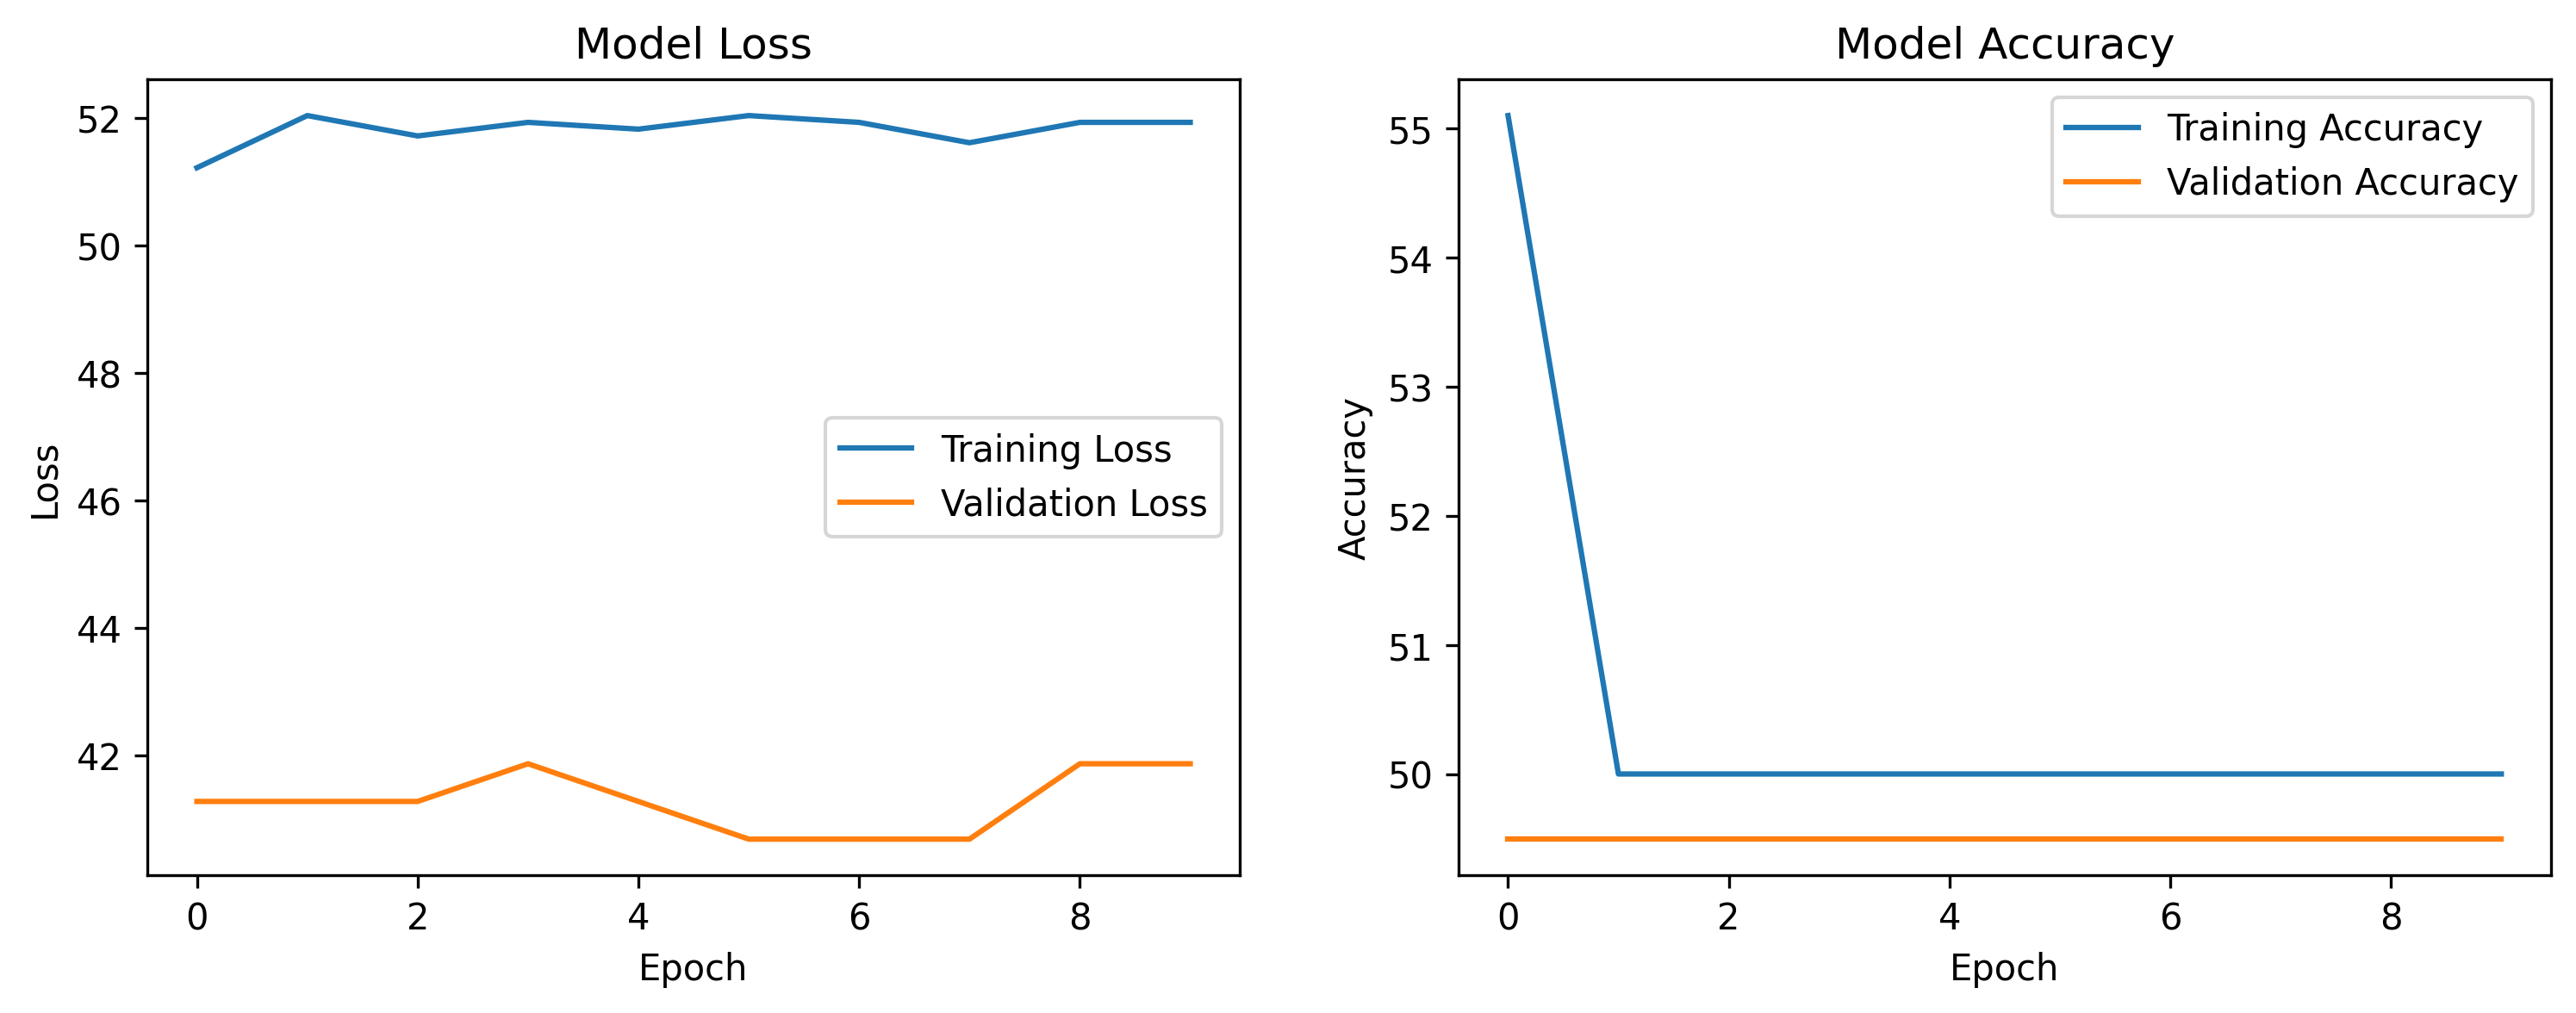 Model Loss
52
50
48
46
44
42
Loss
Training Loss
Validation Loss
0 2 4 6 8
Epoch
Model Accuracy
55
54
53
52
51
50
Accuracy
Training Accuracy
Validation Accuracy
0 2 4 6 8
Epoch